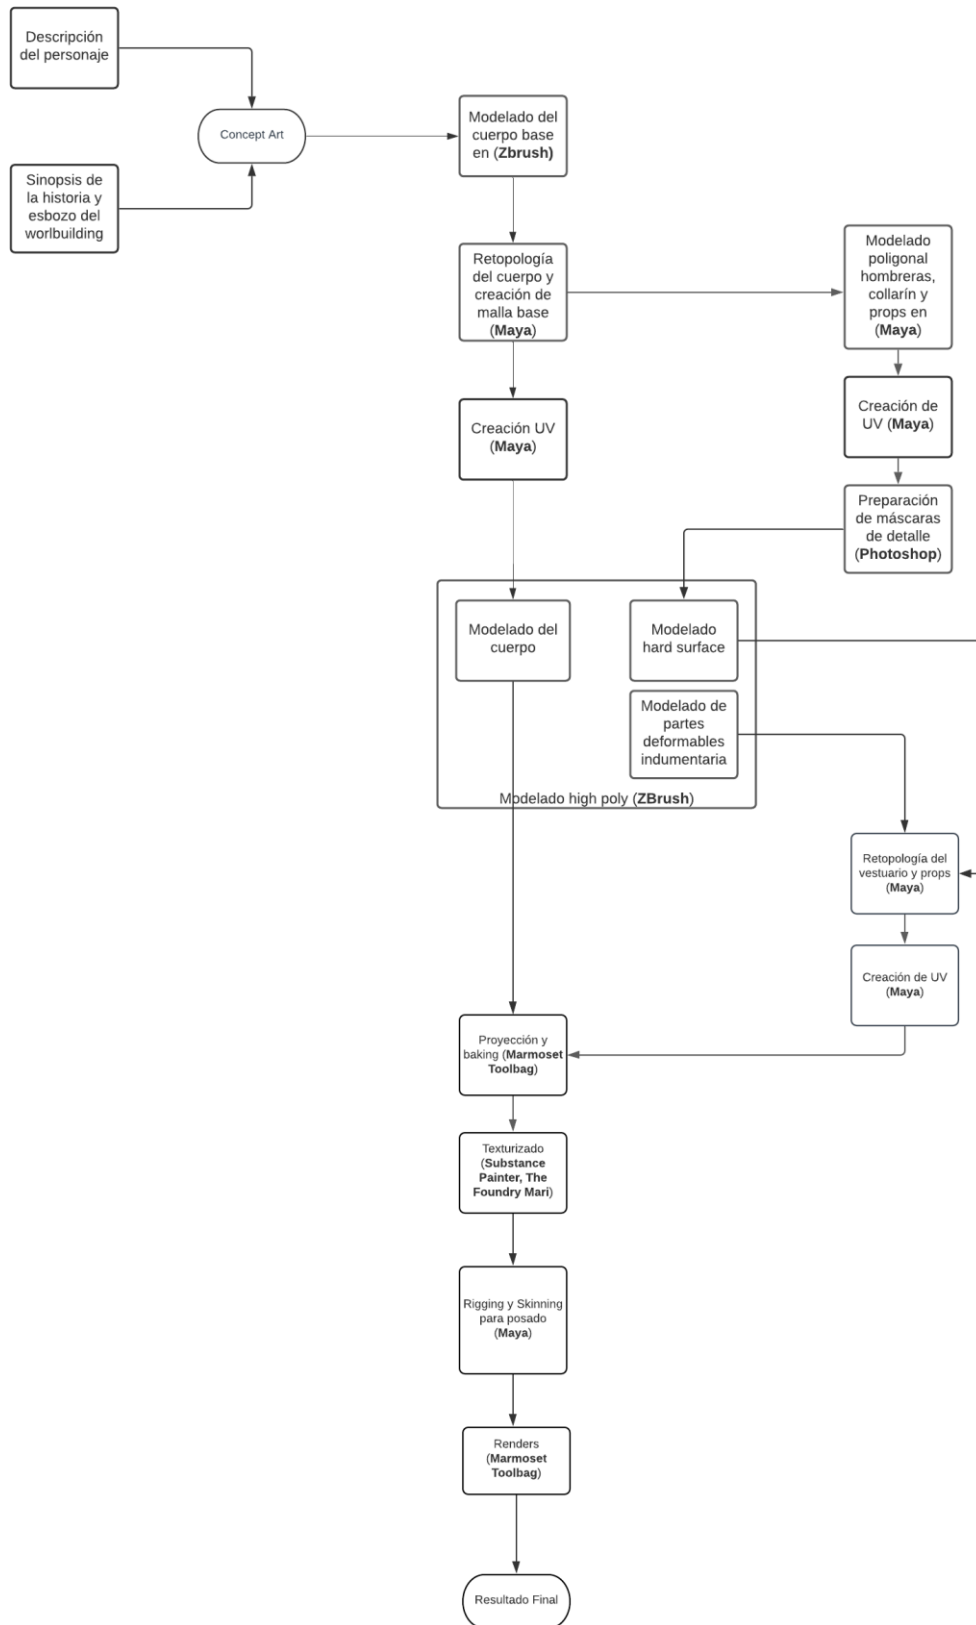 Descripción
del personaje
Concept Art
Sinopsis de
la historia y
esbozo del
worlbuilding
Modelado del
cuerpo base
en (Zbrush)
Retopología
del cuerpo y
creación de
malla base
(Maya)
Modelado
poligonal
hombreras,
collarín y
props en
(Maya)
Creación UV
(Maya)
Creación de
UV (Maya)
Preparación
de máscaras
de detalle
(Photoshop)
Modelado del
cuerpo
Modelado
hard surface
Modelado de
partes
deformables
indumentaria
Modelado high poly (ZBrush)
Retopología del
vestuario y props
(Maya)
Creación de UV
(Maya)
Proyección y
baking (Marmoset
Toolbag)
Texturizado
(Substance
Painter, The
Foundry Mari)
Rigging y Skinning
para posado
(Maya)
Renders
(Marmoset
Toolbag)
Resultado Final